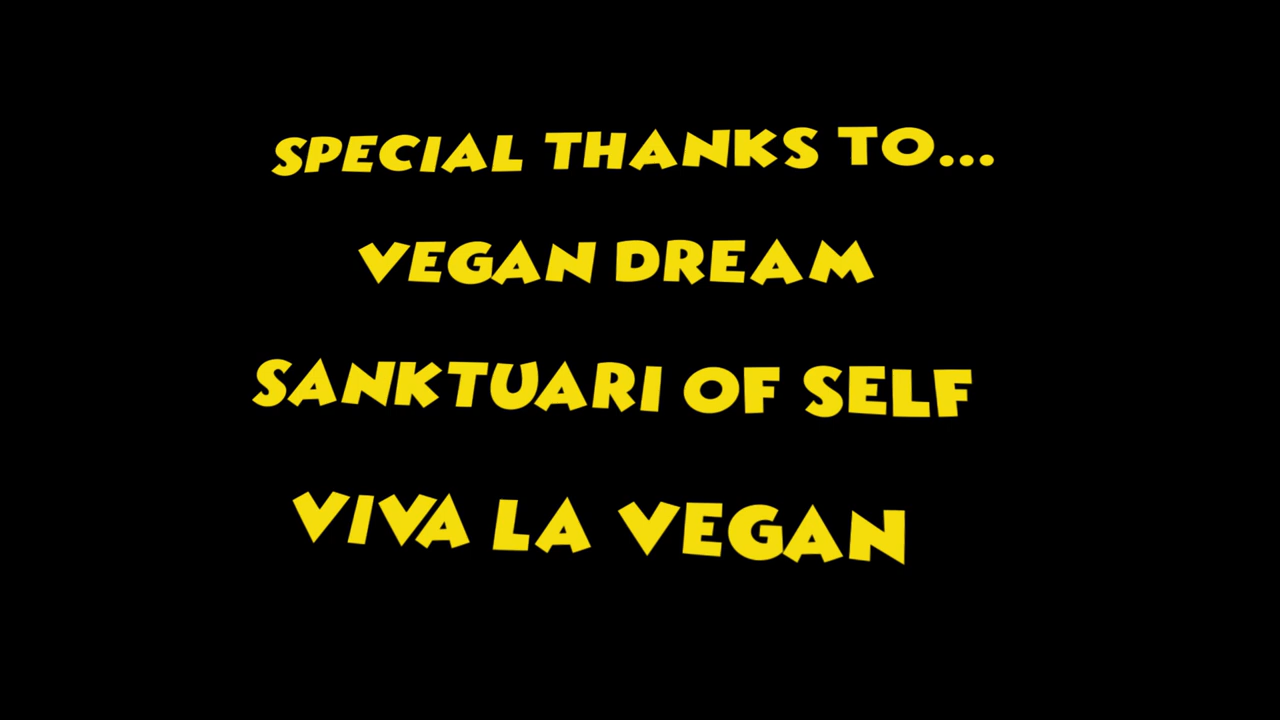 SPECIAL THANKS TO...
VEGAN DREAM
SANKTUARI OF SELF
VIVA LA VEGAN